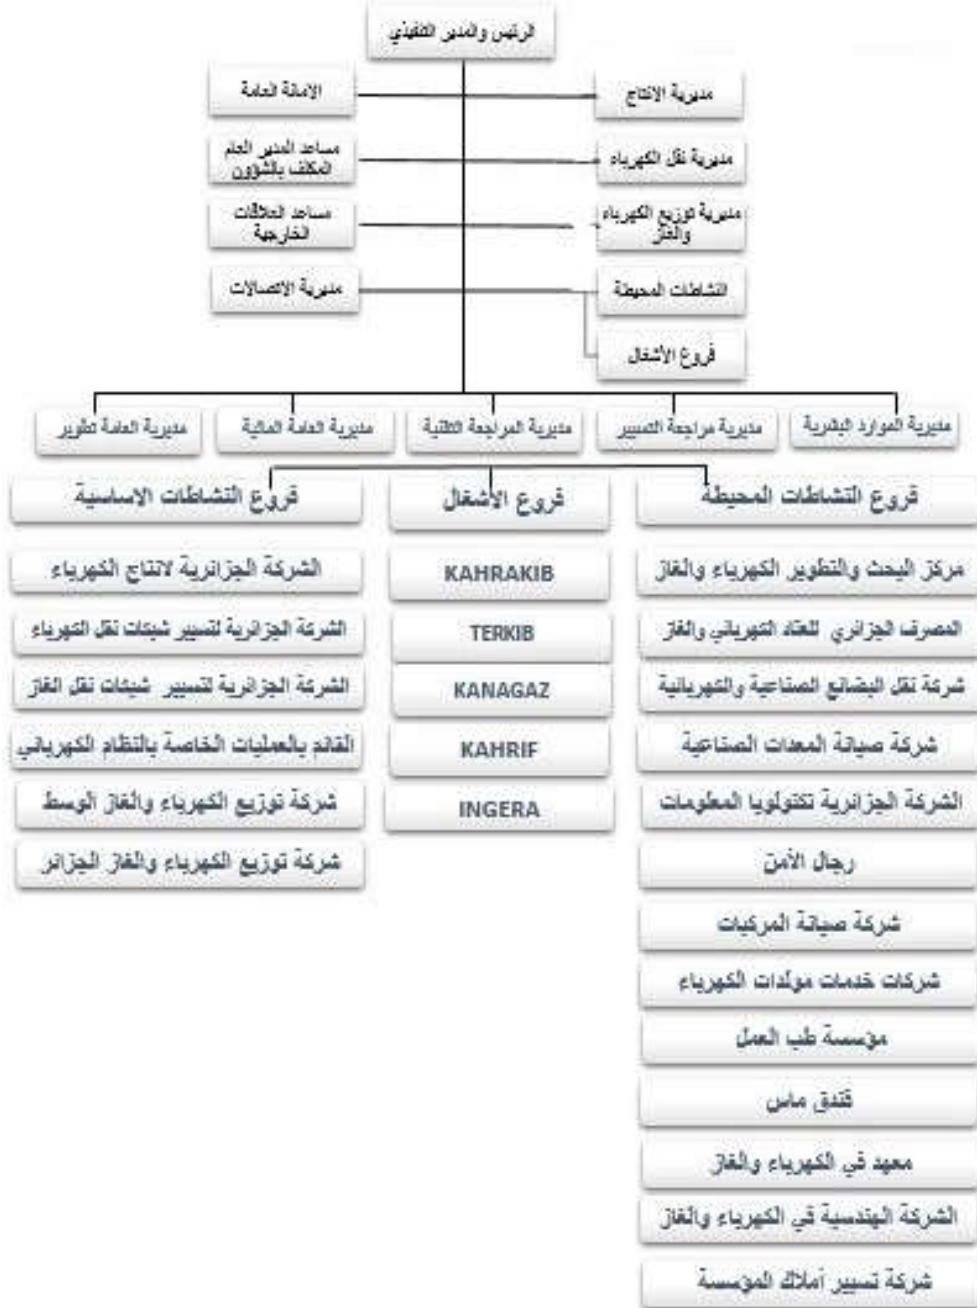 الرئيس والمدير التنفيذي
مديرية الانتاج
الامانة العامة
مديرية نقل الكهرباء
مساعد المدير العام
المكلف بالشؤون
مديرية توزيع الكهرباء
والغاز
مساعد العلاقات
الخارجية
النشاطات المحيطة
مديرية الاتصالات
فروع الأشغال
مديرية الموارد البشرية
مديرية مراجعة التسيير
مديرية المراجعة التقنية
مديرية العامة المالية
مديرية العامة تطوير
فروع النشاطات المحيطة
مركز البحث والتطوير الكهرباء والغاز
المصرف الجزائري للعتاد الكهربائي والغاز
شركة نقل البضائع الصناعية والكهربائية
شركة صيانة المعدات الصناعية
الشركة الجزائرية تكنولويا المعلومات
رجال الأمن
شركة صيانة المركبات
شركات خدمات مولدات الكهرباء
مؤسسة طب العمل
فندق ماس
معهد في الكهرباء والغاز
الشركة الهندسية في الكهرباء والغاز
شركة تسيير أملاك المؤسسة
فروع الأشغال
KAHRAKIB
TERKIB
KANAGAZ
KAHRIF
INGERA
فروع النشاطات الاساسية
الشركة الجزائرية لانتاج الكهرباء
الشركة الجزائرية لتسيير شبكات نقل الكهرباء
الشركة الجزائرية لتسيير شبكات نقل الغاز
القائم بالعمليات الخاصة بالنظام الكهربائي
شركة توزيع الكهرباء والغاز الوسط
شركة توزيع الكهرباء والغاز الجزائر